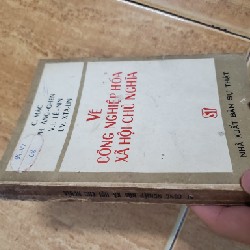 C. MÁC
PH. ĂNG-GHEN
V. I. LÊ-NIN
I. V. XTA-LIN
VỀ
CÔNG NGHIỆP HÓA
XÃ HỘI CHỦ NGHĨA
NHÀ XUẤT BẢN SỰ THẬT